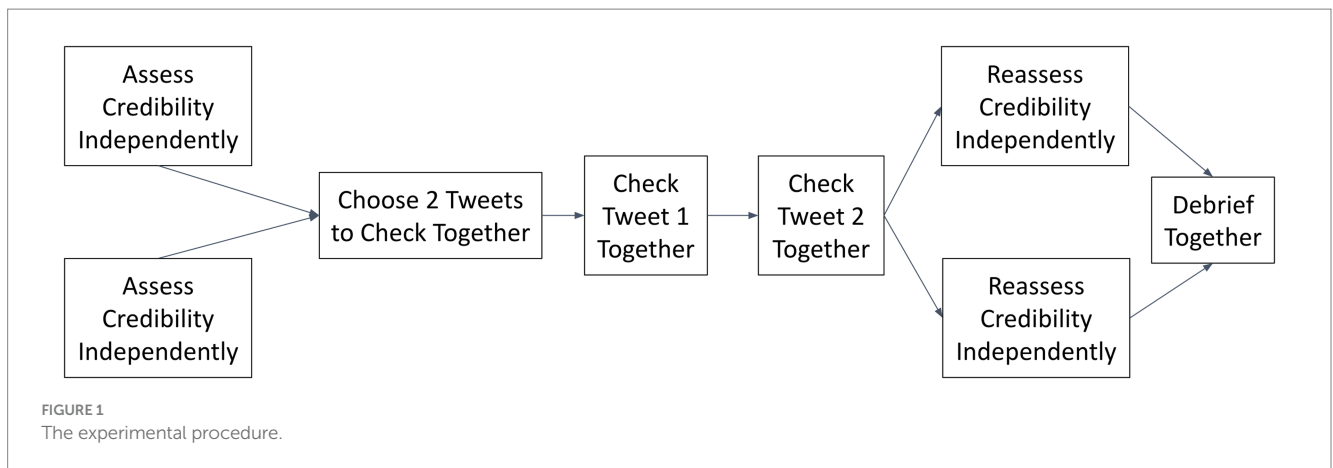 Assess
Credibility
Independently
Assess
Credibility
Independently
Choose 2 Tweets
to Check Together
Check
Tweet 1
Together
Check
Tweet 2
Together
Reassess
Credibility
Independently
Reassess
Credibility
Independently
Debrief
Together
FIGURE 1
The experimental procedure.